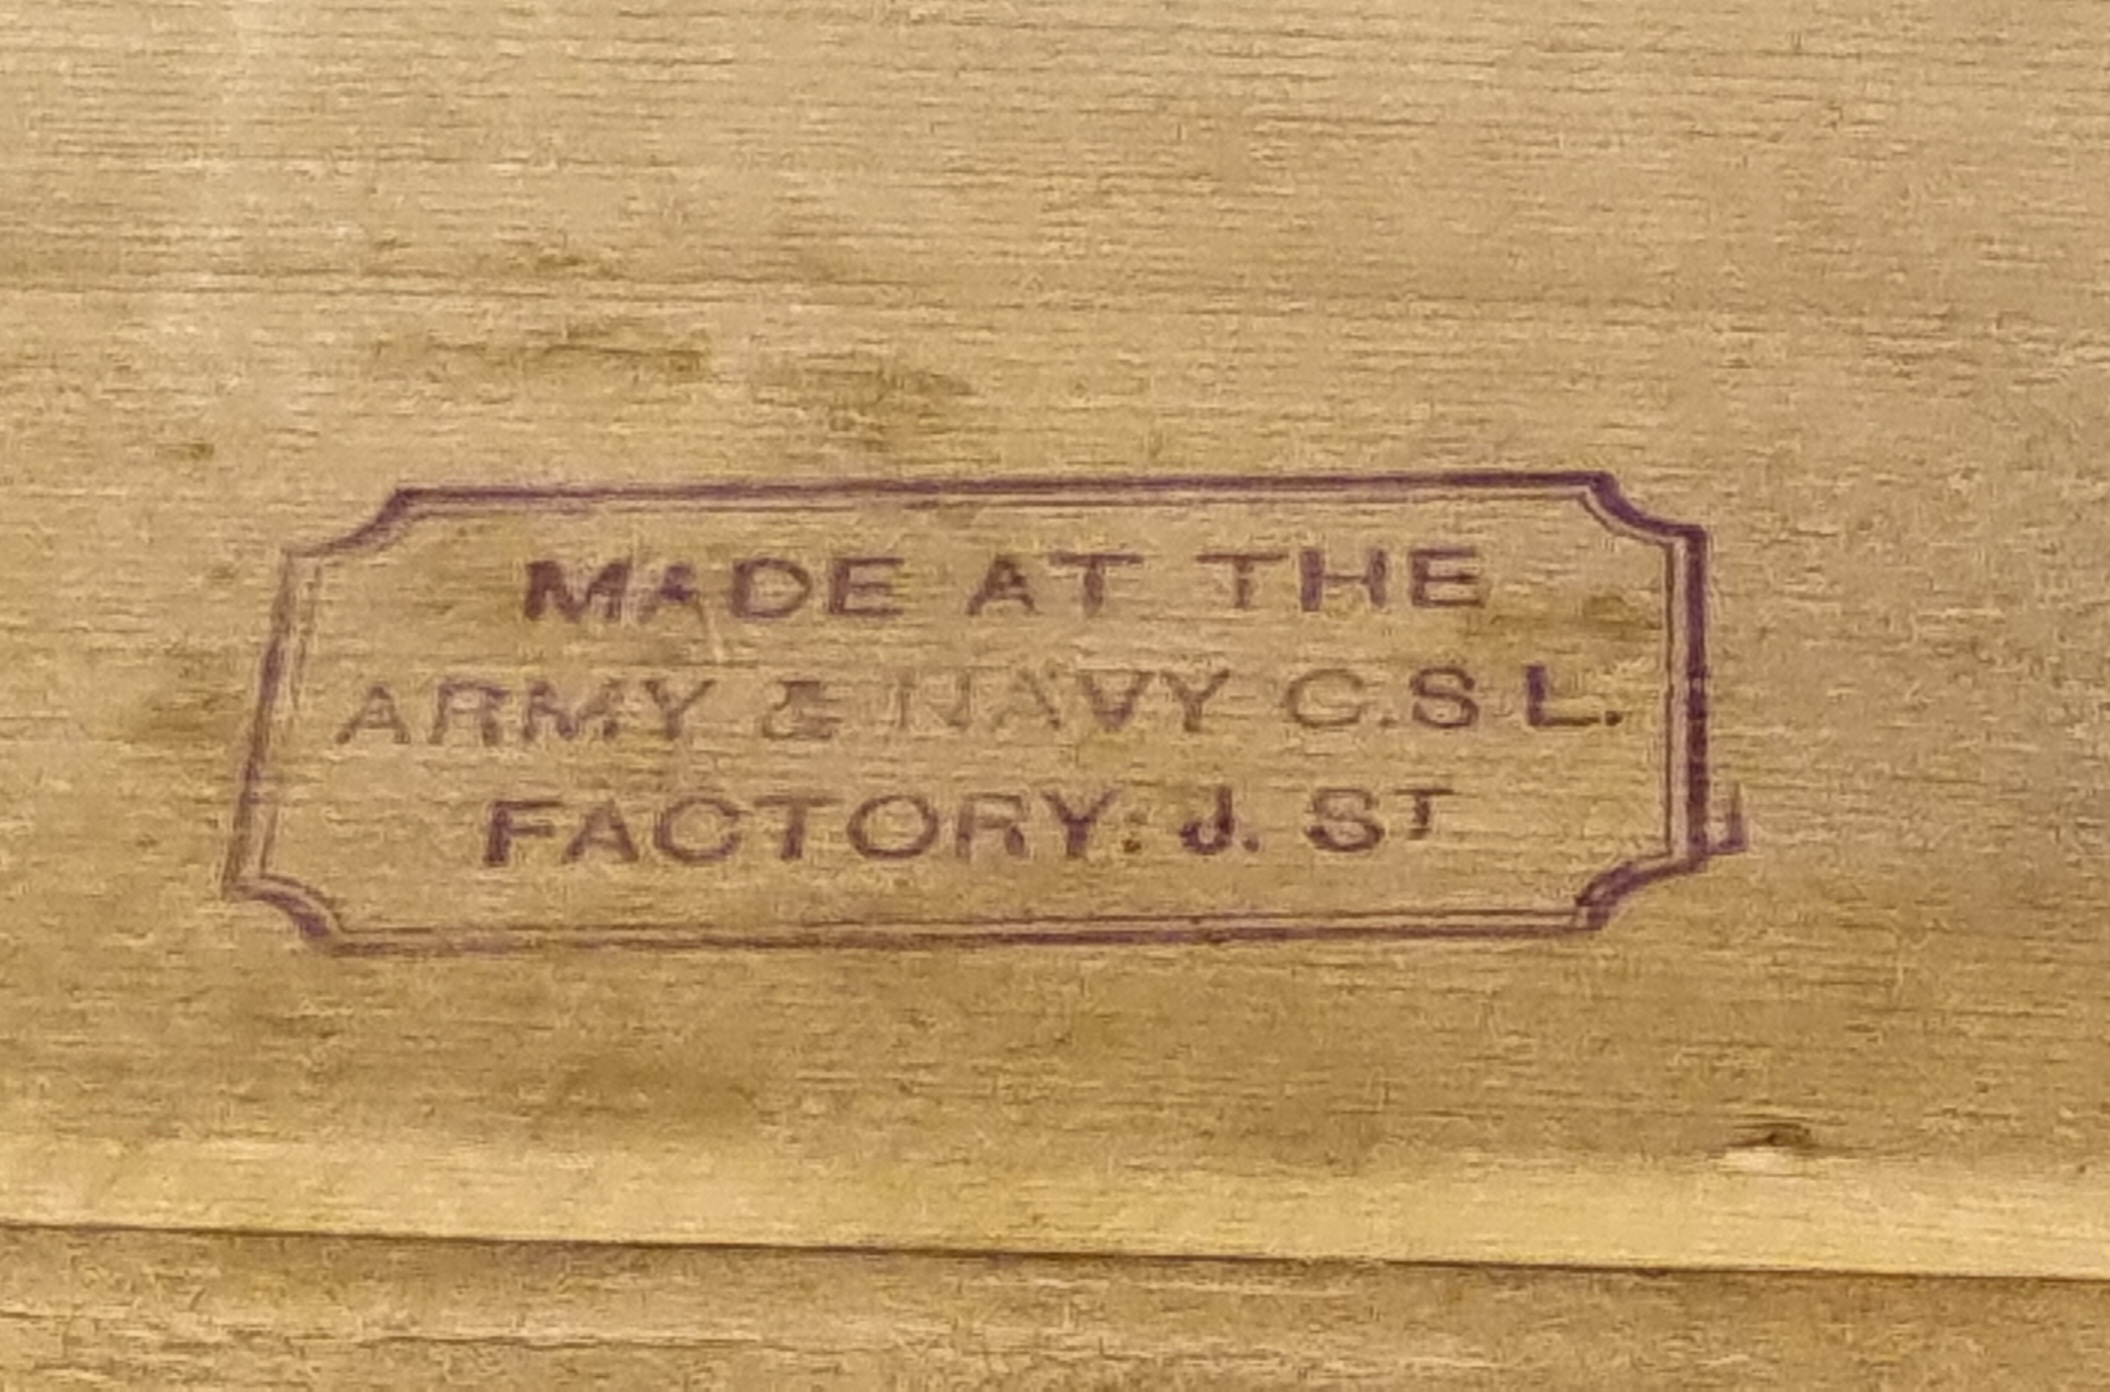 MADE AT THE
ARMY & NAVY C.S L.
FACTORY: J. ST